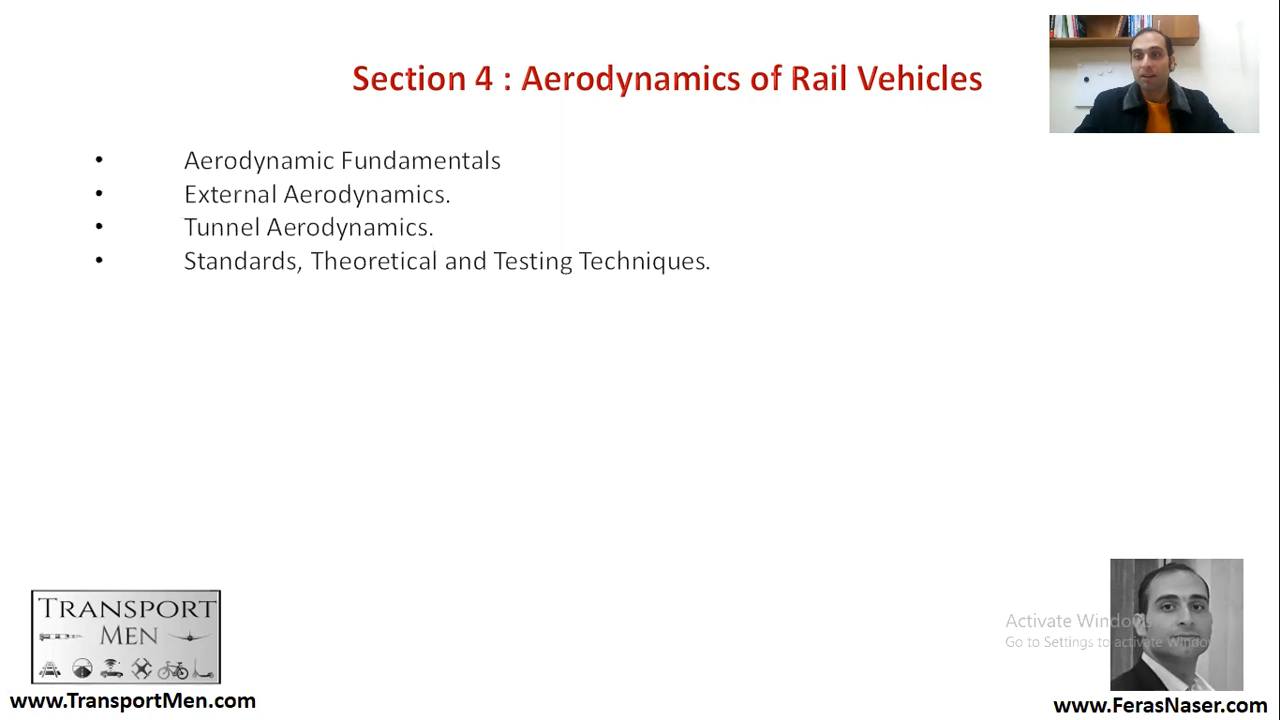 Section 4 : Aerodynamics of Rail Vehicles
• Aerodynamic Fundamentals
• External Aerodynamics.
• Tunnel Aerodynamics.
• Standards, Theoretical and Testing Techniques.
TRANSPORT
MEN
www.TransportMen.com
Activate Windows
Go to Settings to activate Windows
www.FerasNaser.com